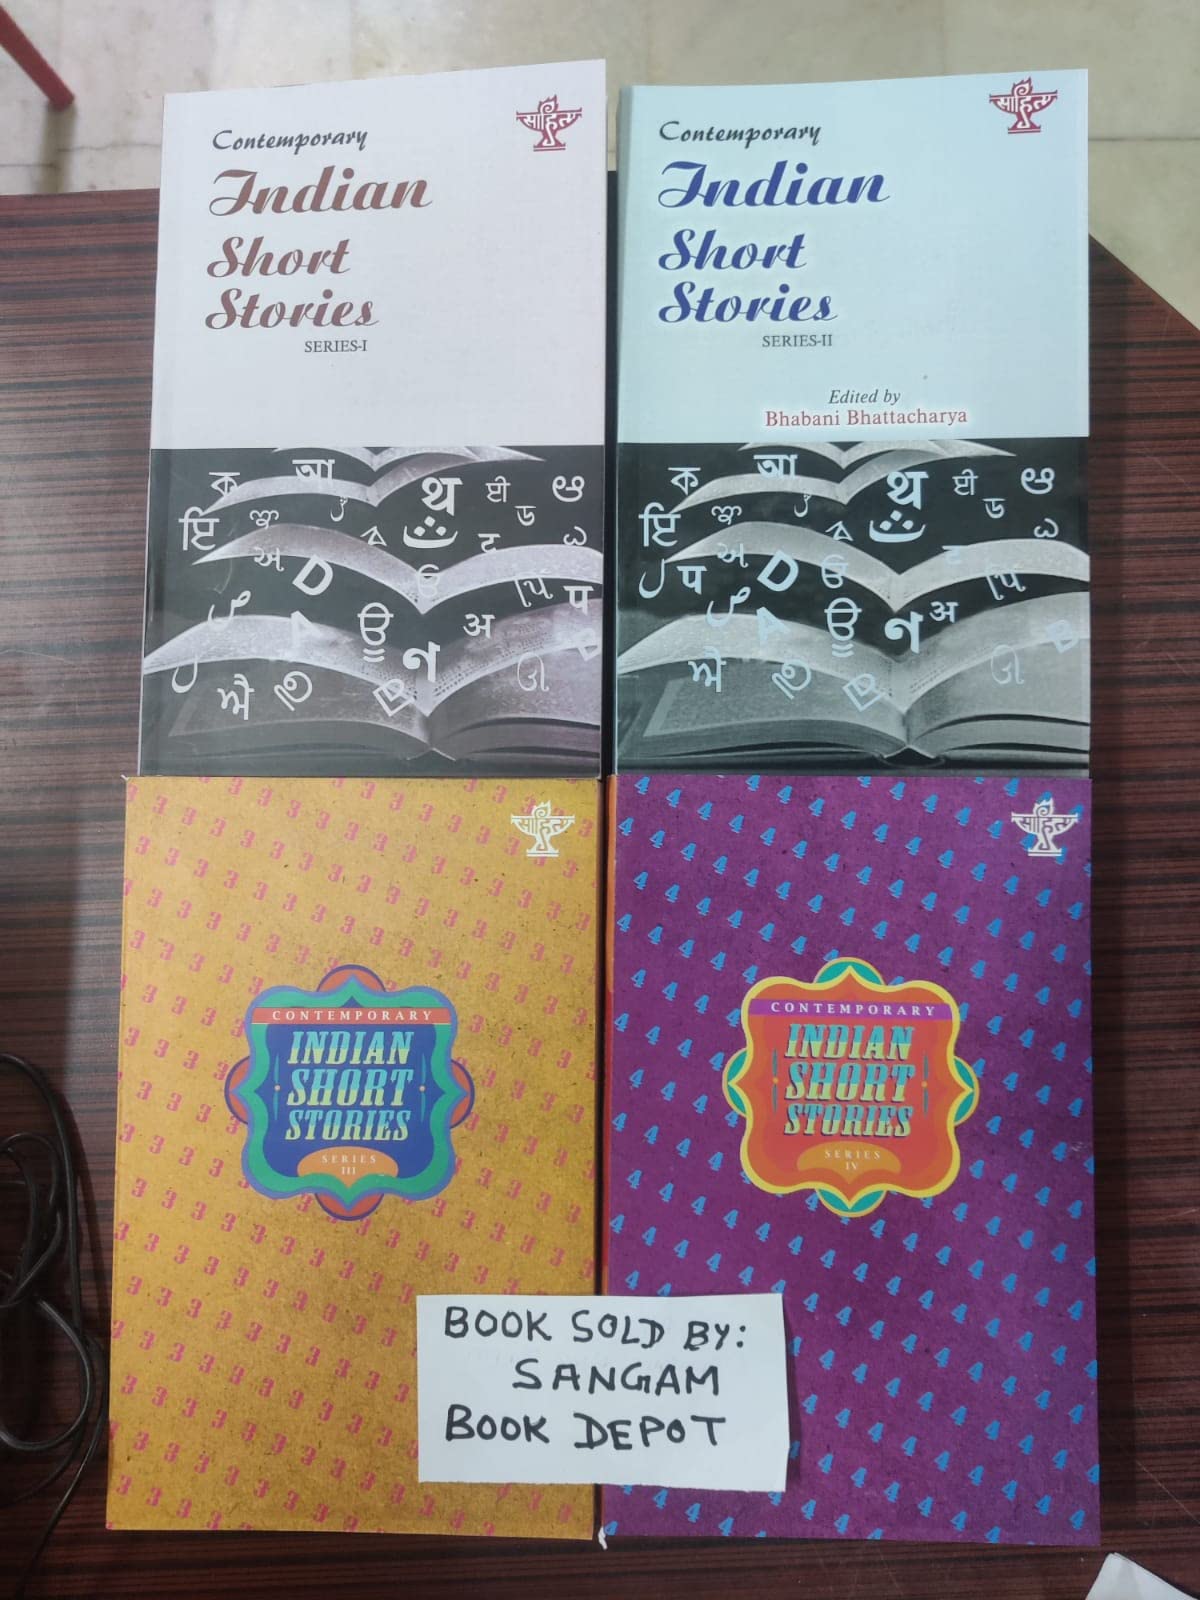 साहित्य
Contemporary
Indian
Short
Stories
SERIES-I
क आ थ ई ఆ
ड
D
અ
प
ਊ अ
ण
ઐ
साहित्य
Contemporary
Indian
Short
Stories
SERIES-II
Edited by
Bhabani Bhattacharya
क आ थ ई ఆ
ड
અ D
प
ਊ ण अ
ઐ
साहित्य
CONTEMPORARY
INDIAN
SHORT
STORIES
SERIES
III
साहित्य
CONTEMPORARY
INDIAN
SHORT
STORIES
SERIES
IV
BOOK SOLD BY:
SANGAM
BOOK DEPOT